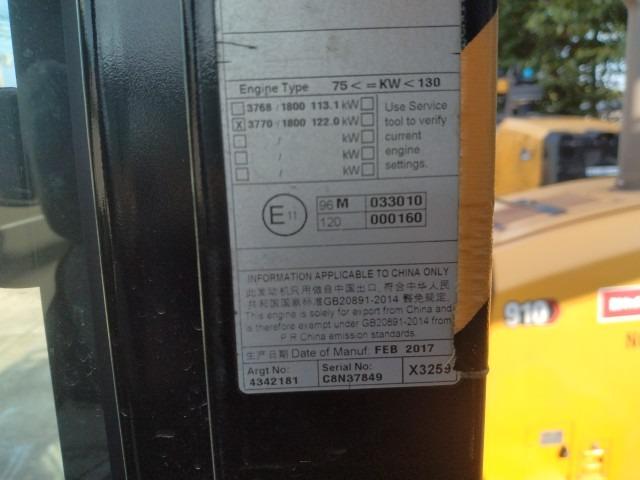 Engine Type 75 < = KW < 130
3768 / 1800 113.1 kW
X 3770 / 1800 122.0 kW
/ kW
/ kW
/ kW
Use Service
tool to verify
current
engine
settings.
E 11
96 M 033010
120 000160
INFORMATION APPLICABLE TO CHINA ONLY
此发动机只用做自中国出口，符合中华人民
共和国国家标准GB20891-2014 豁免规定。
This engine is solely for export from China and
is therefore exempt under GB20891-2014 from
P.R China emission standards.
生产日期 Date of Manuf: FEB 2017
Argt No:
4342181
Serial No:
C8N37849
X3259
910